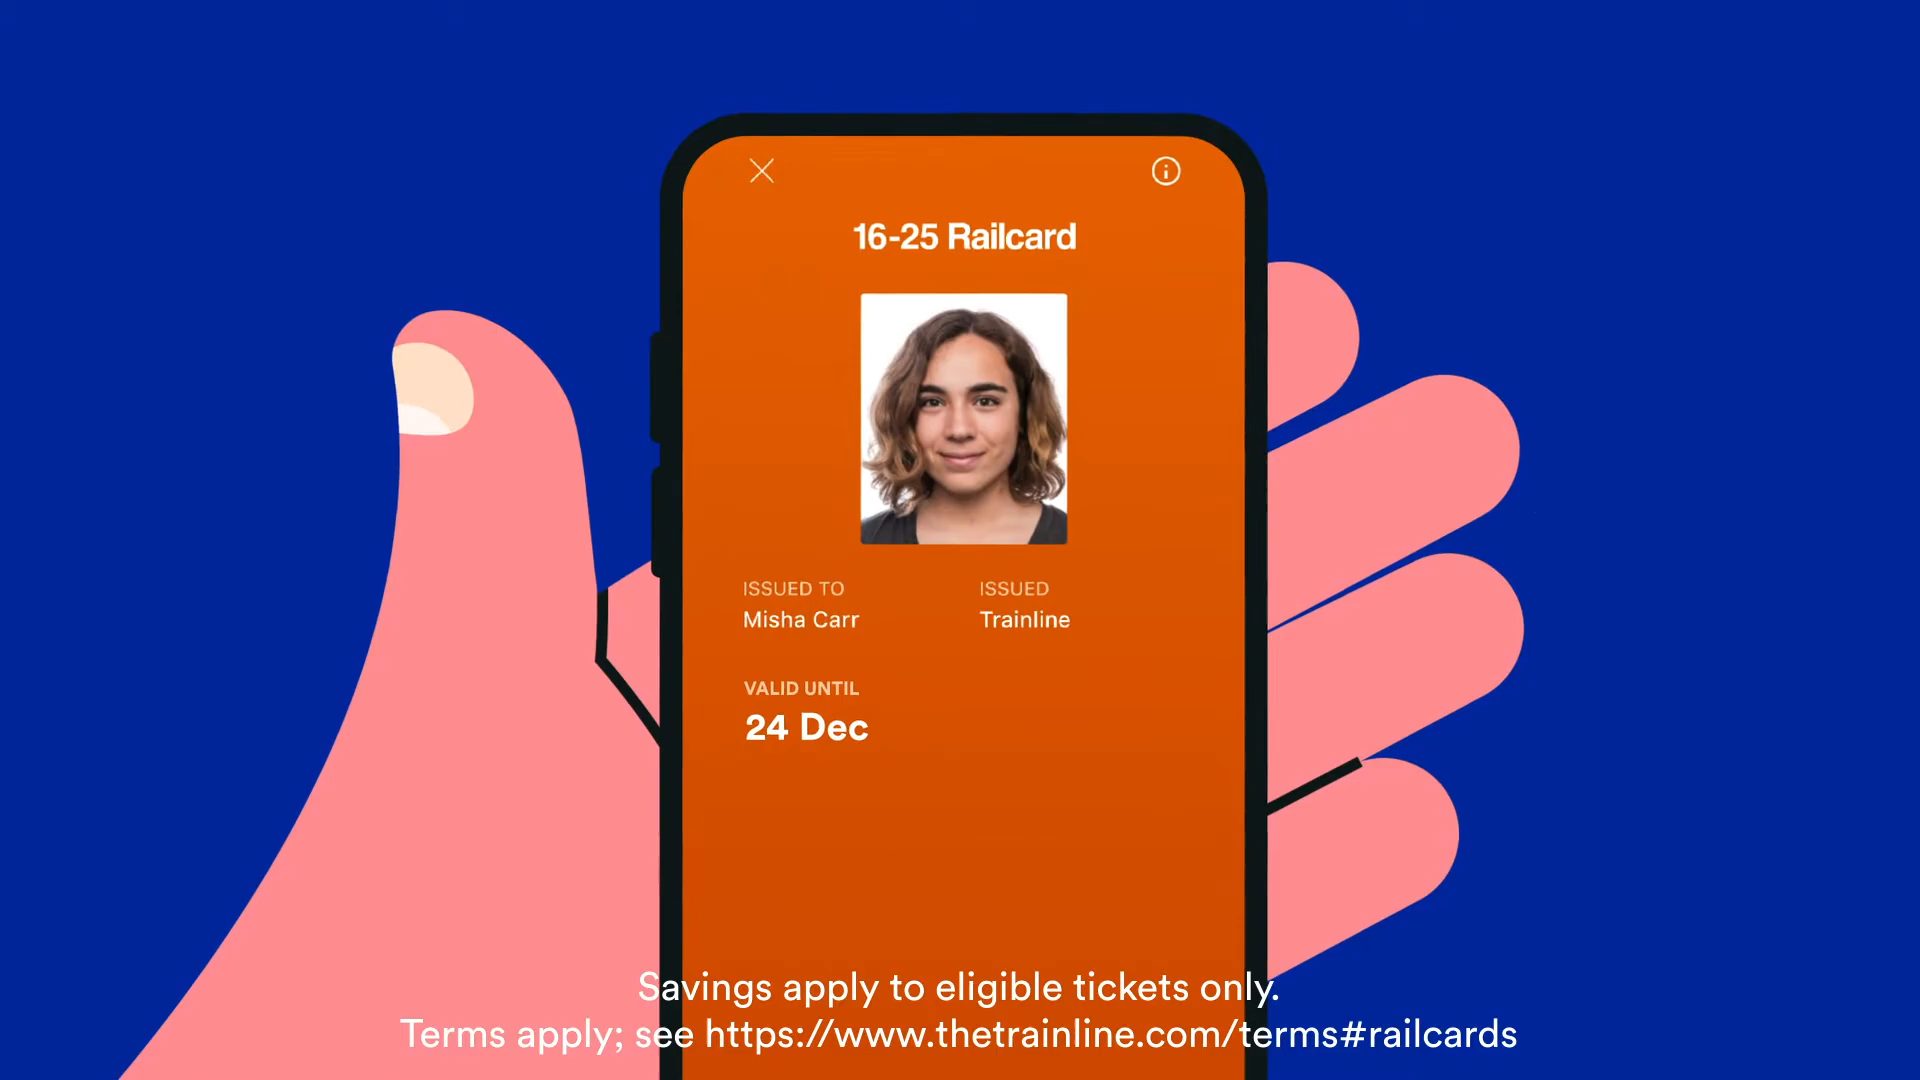 16-25 Railcard
ISSUED TO
Misha Carr
ISSUED
Trainline
VALID UNTIL
24 Dec
Savings apply to eligible tickets only.
Terms apply; see https://www.thetrainline.com/terms#railcards